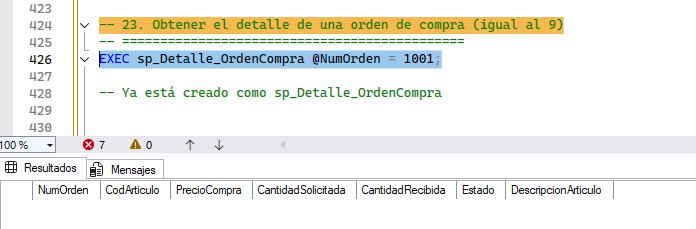 423
424 -- 23. Obtener el detalle de una orden de compra (igual al 9)
425 -- ===========================================
426 EXEC sp_Detalle_OrdenCompra @NumOrden = 1001;
427
428 -- Ya está creado como sp_Detalle_OrdenCompra
429
430
100 % 7 0
Resultados Mensajes
NumOrden CodArticulo PrecioCompra CantidadSolicitada CantidadRecibida Estado DescripcionArticulo